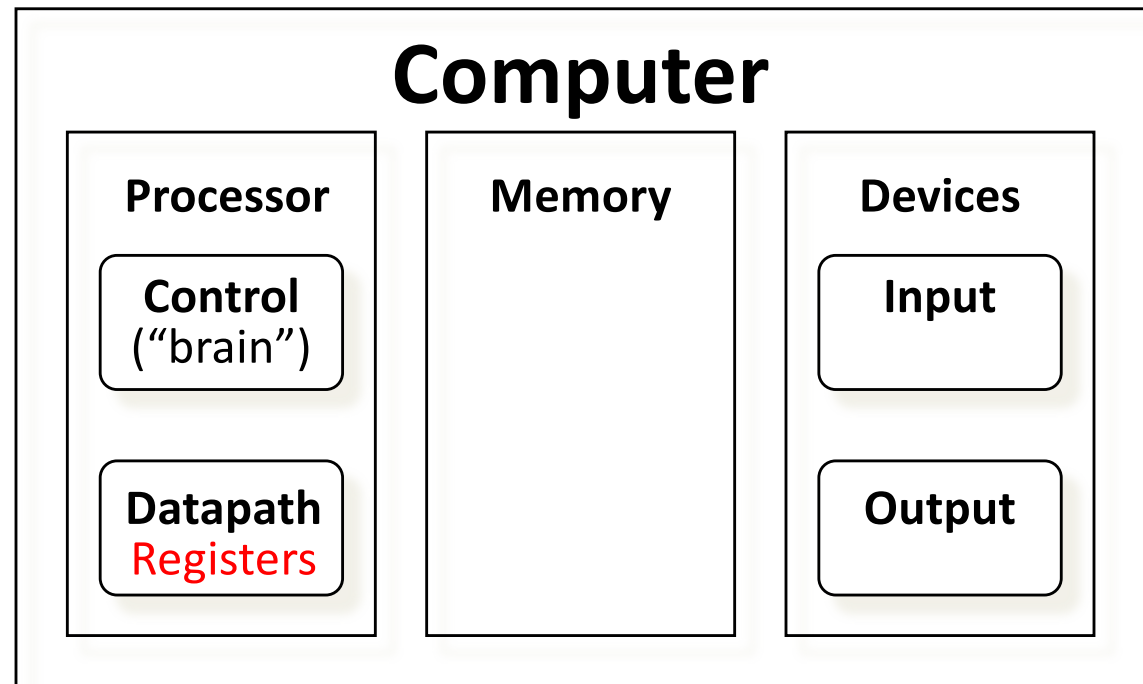 Computer
Processor
Control
(“brain”)
Datapath
Registers
Memory
Devices
Input
Output